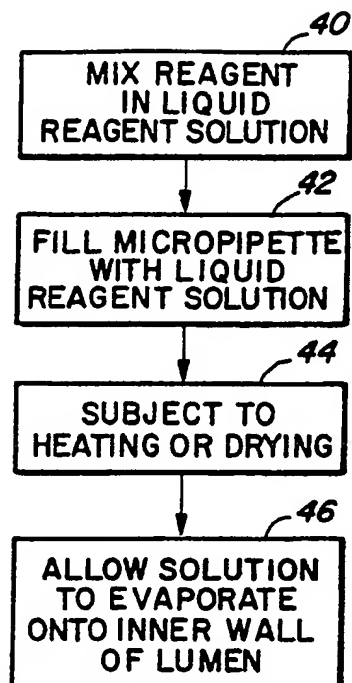 40
MIX REAGENT
IN LIQUID
REAGENT SOLUTION
42
FILL MICROPIPETTE
WITH LIQUID
REAGENT SOLUTION
44
SUBJECT TO
HEATING OR DRYING
46
ALLOW SOLUTION
TO EVAPORATE
ONTO INNER WALL
OF LUMEN